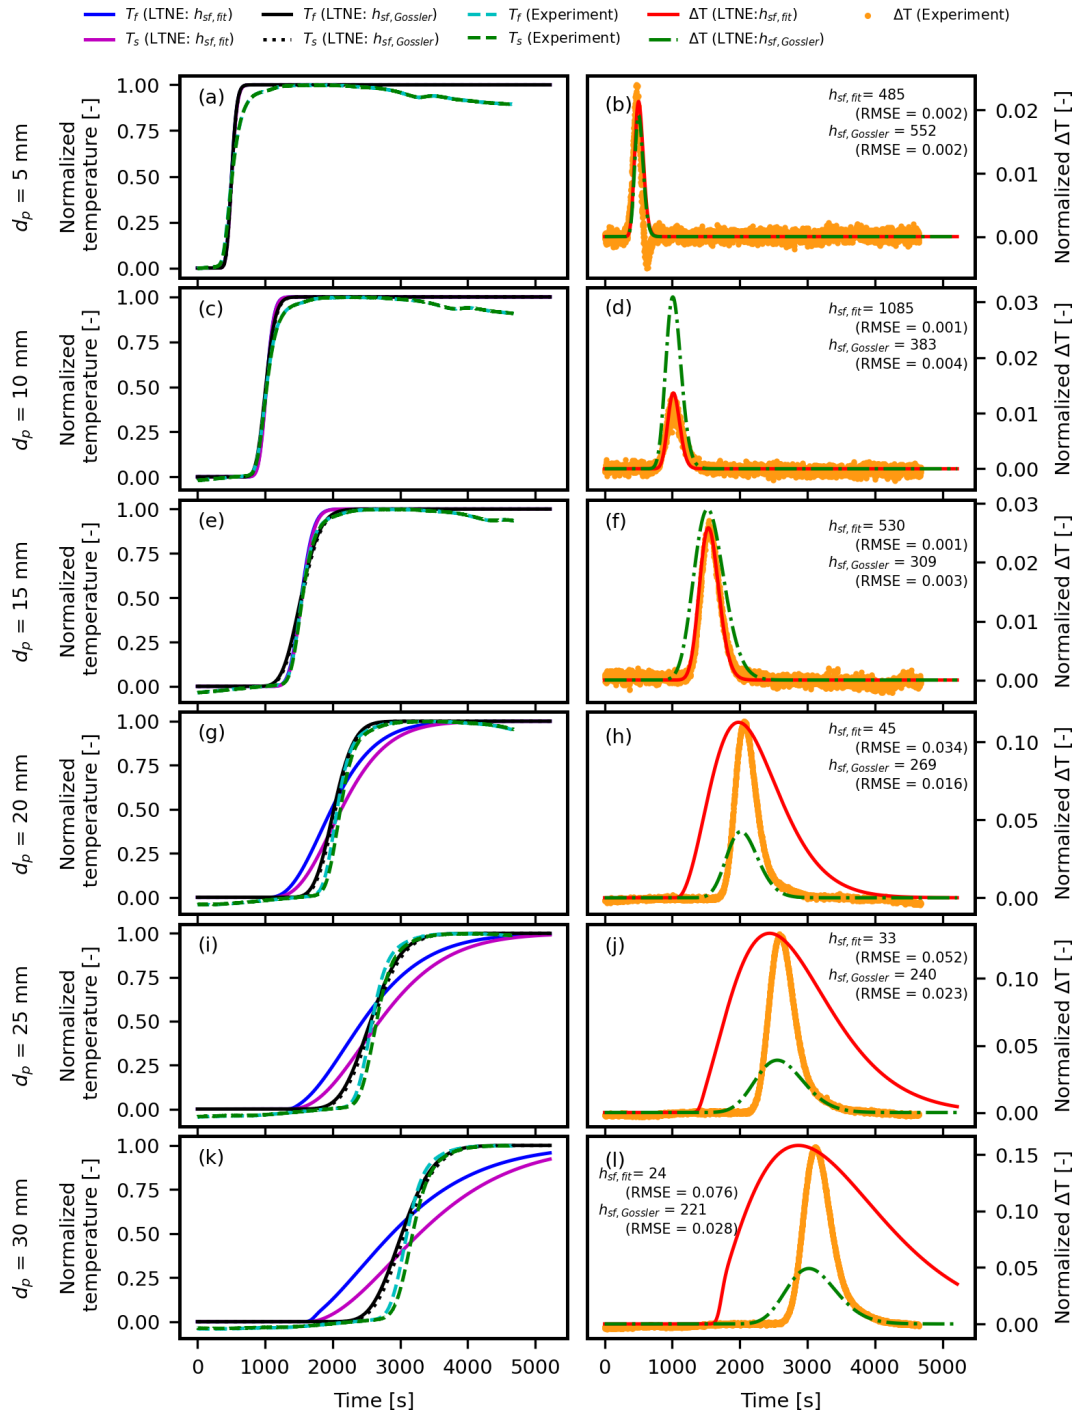 T_f (LTNE: h_sf,fit)
T_f (LTNE: h_sf,Gossler)
T_f (Experiment)
ΔT (LTNE:h_sf,fit)
ΔT (Experiment)
T_s (LTNE: h_sf,fit)
T_s (LTNE: h_sf,Gossler)
T_s (Experiment)
ΔT (LTNE:h_sf,Gossler)
d_p = 5 mm
Normalized
temperature [-]
1.00
0.75
0.50
0.25
0.00
(a)
(b)
h_sf,fit= 485
(RMSE = 0.002)
h_sf,Gossler = 552
(RMSE = 0.002)
0.02
0.01
0.00
Normalized ΔT [-]
d_p = 10 mm
Normalized
temperature [-]
1.00
0.75
0.50
0.25
0.00
(c)
(d)
h_sf,fit= 1085
(RMSE = 0.001)
h_sf,Gossler = 383
(RMSE = 0.004)
0.03
0.02
0.01
0.00
Normalized ΔT [-]
d_p = 15 mm
Normalized
temperature [-]
1.00
0.75
0.50
0.25
0.00
(e)
(f)
h_sf,fit= 530
(RMSE = 0.001)
h_sf,Gossler = 309
(RMSE = 0.003)
0.03
0.02
0.01
0.00
Normalized ΔT [-]
d_p = 20 mm
Normalized
temperature [-]
1.00
0.75
0.50
0.25
0.00
(g)
(h)
h_sf,fit= 45
(RMSE = 0.034)
h_sf,Gossler = 269
(RMSE = 0.016)
0.10
0.05
0.00
Normalized ΔT [-]
d_p = 25 mm
Normalized
temperature [-]
1.00
0.75
0.50
0.25
0.00
(i)
(j)
h_sf,fit= 33
(RMSE = 0.052)
h_sf,Gossler = 240
(RMSE = 0.023)
0.10
0.05
0.00
Normalized ΔT [-]
d_p = 30 mm
Normalized
temperature [-]
1.00
0.75
0.50
0.25
0.00
(k)
(l)
h_sf,fit= 24
(RMSE = 0.076)
h_sf,Gossler = 221
(RMSE = 0.028)
0.15
0.10
0.05
0.00
Normalized ΔT [-]
0 1000 2000 3000 4000 5000
Time [s]
0 1000 2000 3000 4000 5000
Time [s]